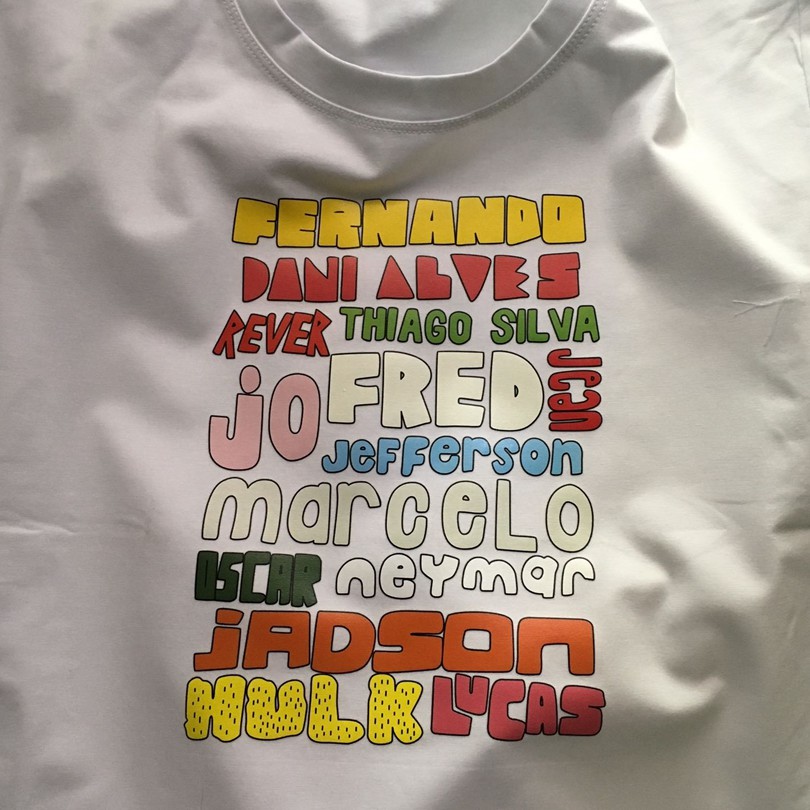 FERNANDO
DANI ALVES
REVER THIAGO SILVA
jo FRED Jean
JeFFerson
marceLo
OSCAR neymar
jADSON
HULK LUCAS